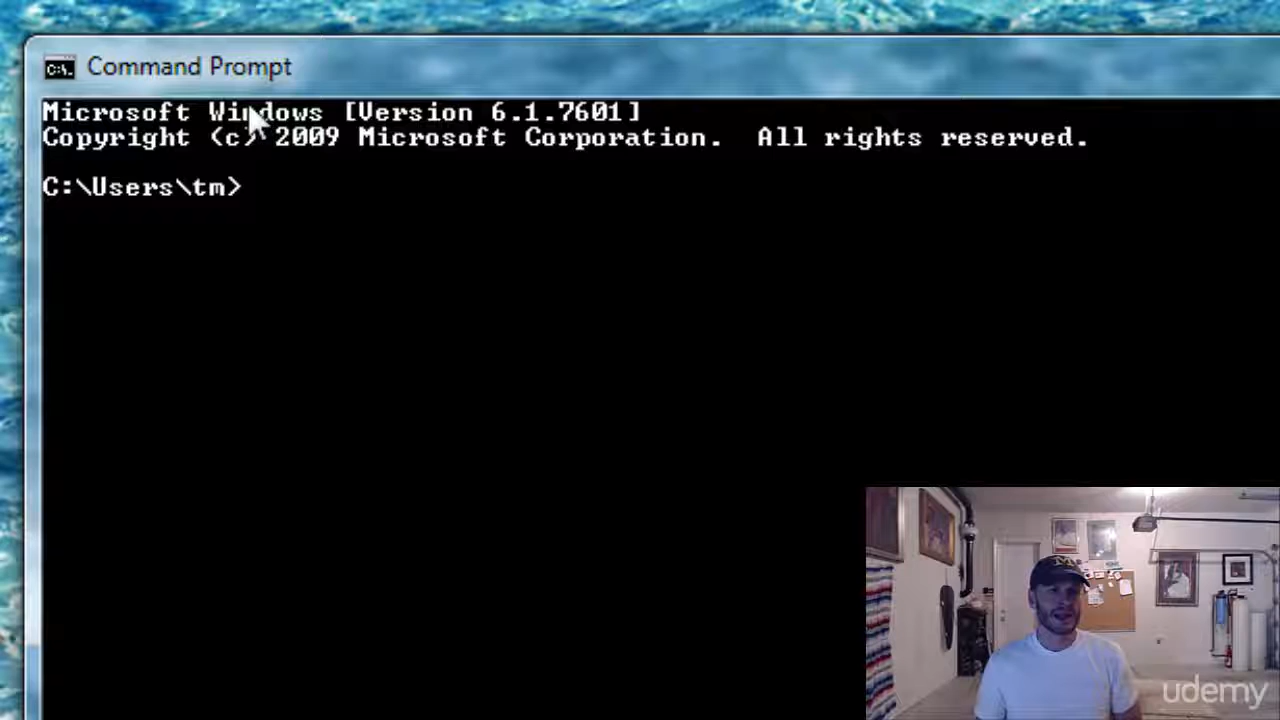 Command Prompt
Microsoft Windows [Version 6.1.7601]
Copyright (c) 2009 Microsoft Corporation.  All rights reserved.
C:\Users\tm>
udemy